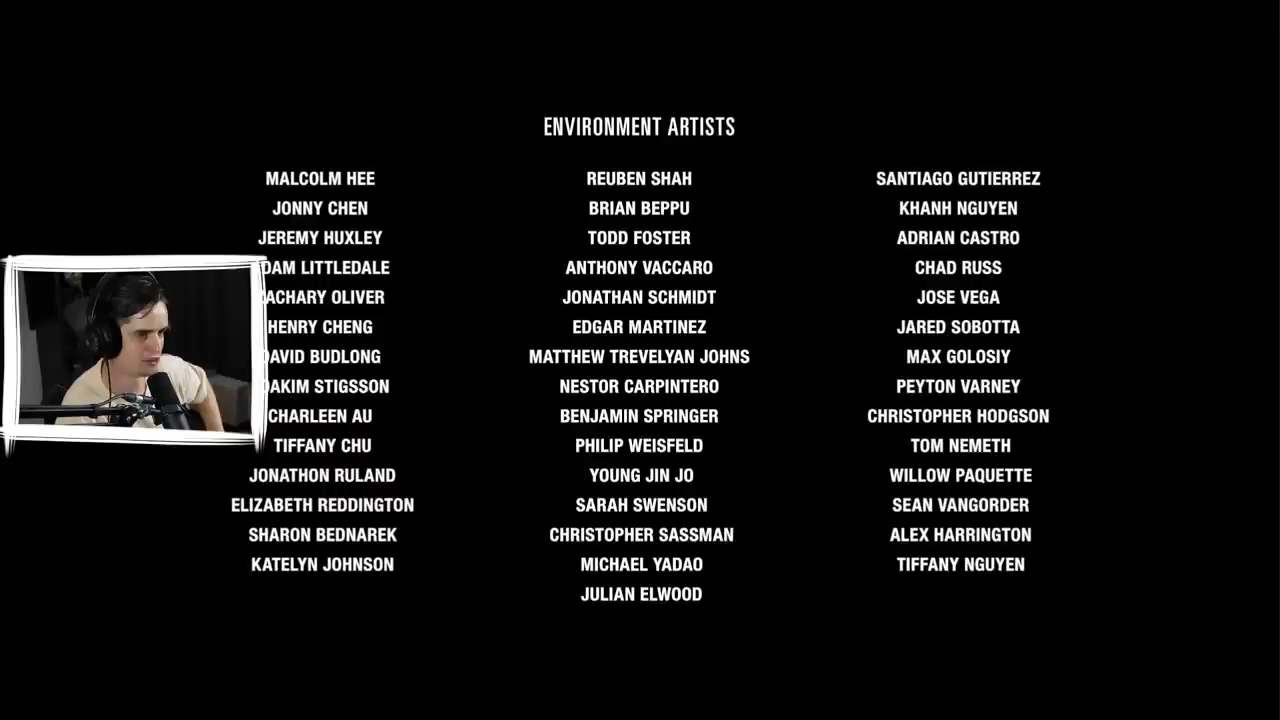 ENVIRONMENT ARTISTS
MALCOLM HEE REUBEN SHAH SANTIAGO GUTIERREZ
JONNY CHEN BRIAN BEPPU KHANH NGUYEN
JEREMY HUXLEY TODD FOSTER ADRIAN CASTRO
LITTLEDALE ANTHONY VACCARO CHAD RUSS
OLIVER JONATHAN SCHMIDT JOSE VEGA
HENRY CHENG EDGAR MARTINEZ JARED SOBOTTA
DAVID BUDLONG MATTHEW TREVELYAN JOHNS MAX GOLOSIY
STIGSSON NESTOR CARPINTERO PEYTON VARNEY
CHARLEEN AU BENJAMIN SPRINGER CHRISTOPHER HODGSON
TIFFANY CHU PHILIP WEISFELD TOM NEMETH
JONATHON RULAND YOUNG JIN JO WILLOW PAQUETTE
ELIZABETH REDDINGTON SARAH SWENSON SEAN VANGORDER
SHARON BEDNAREK CHRISTOPHER SASSMAN ALEX HARRINGTON
KATELYN JOHNSON MICHAEL YADAO TIFFANY NGUYEN
JULIAN ELWOOD